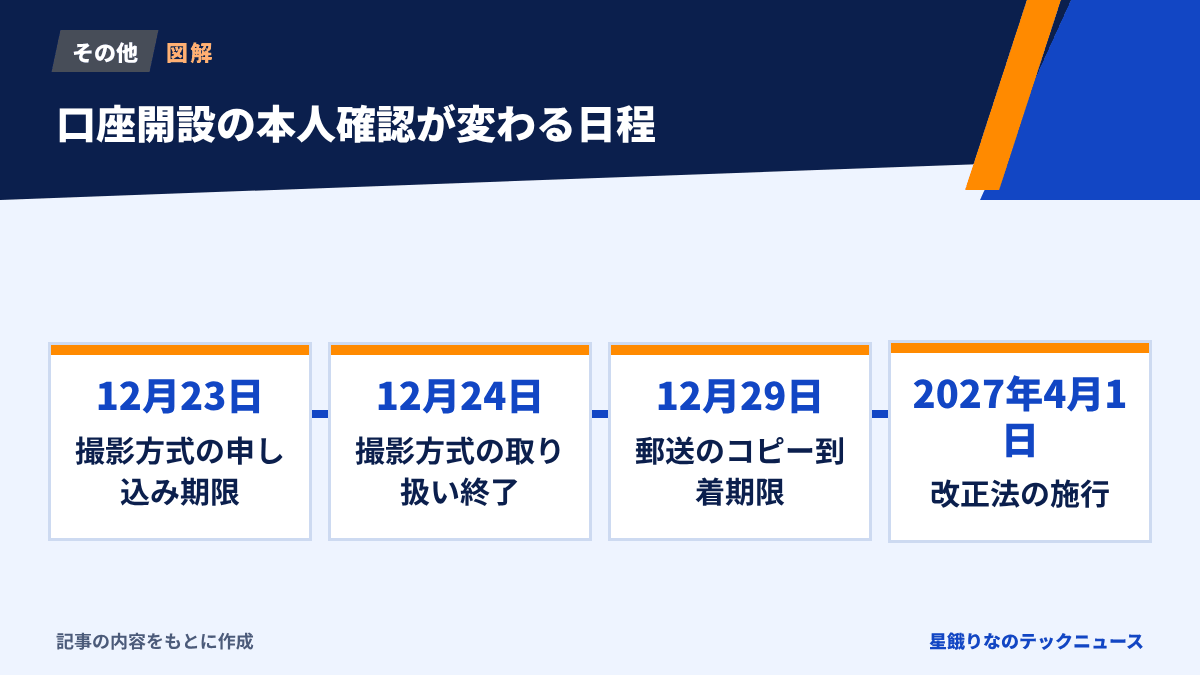 その他 図解
口座開設の本人確認が変わる日程
12月23日
撮影方式の申し
込み期限
12月24日
撮影方式の取り
扱い終了
12月29日
郵送のコピー到
着期限
2027年4月1
日
改正法の施行
記事の内容をもとに作成
星餓りなのテックニュース